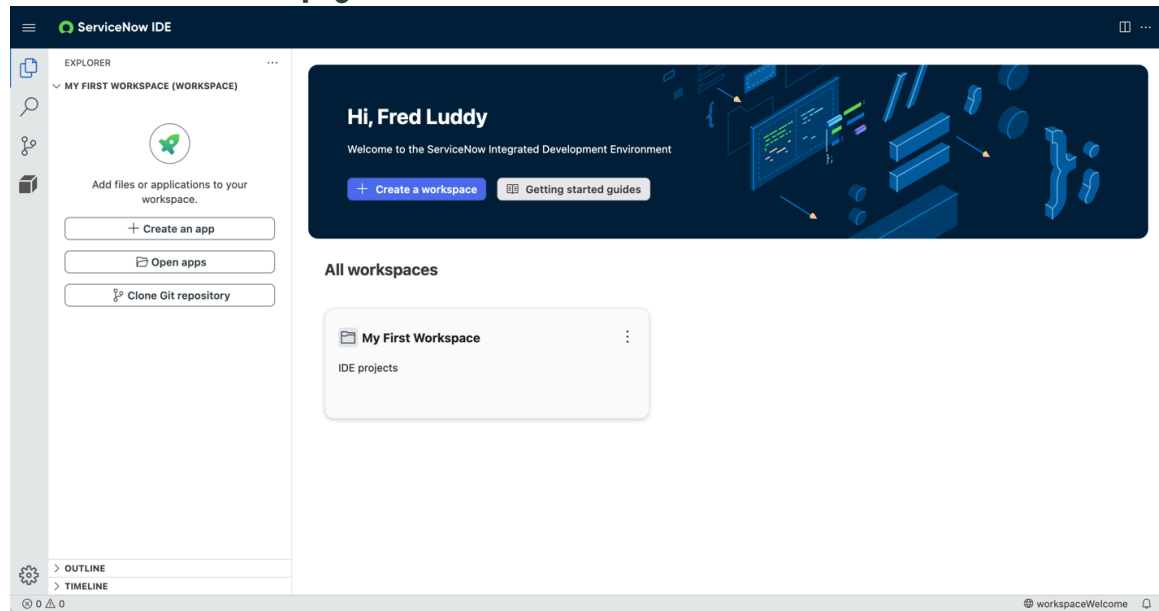 ServiceNow IDE
EXPLORER
MY FIRST WORKSPACE (WORKSPACE)
Add files or applications to your
workspace.
Create an app
Open apps
Clone Git repository
OUTLINE
TIMELINE
Hi, Fred Luddy
Welcome to the ServiceNow Integrated Development Environment
Create a workspace
Getting started guides
All workspaces
My First Workspace
IDE projects
0 0
workspaceWelcome